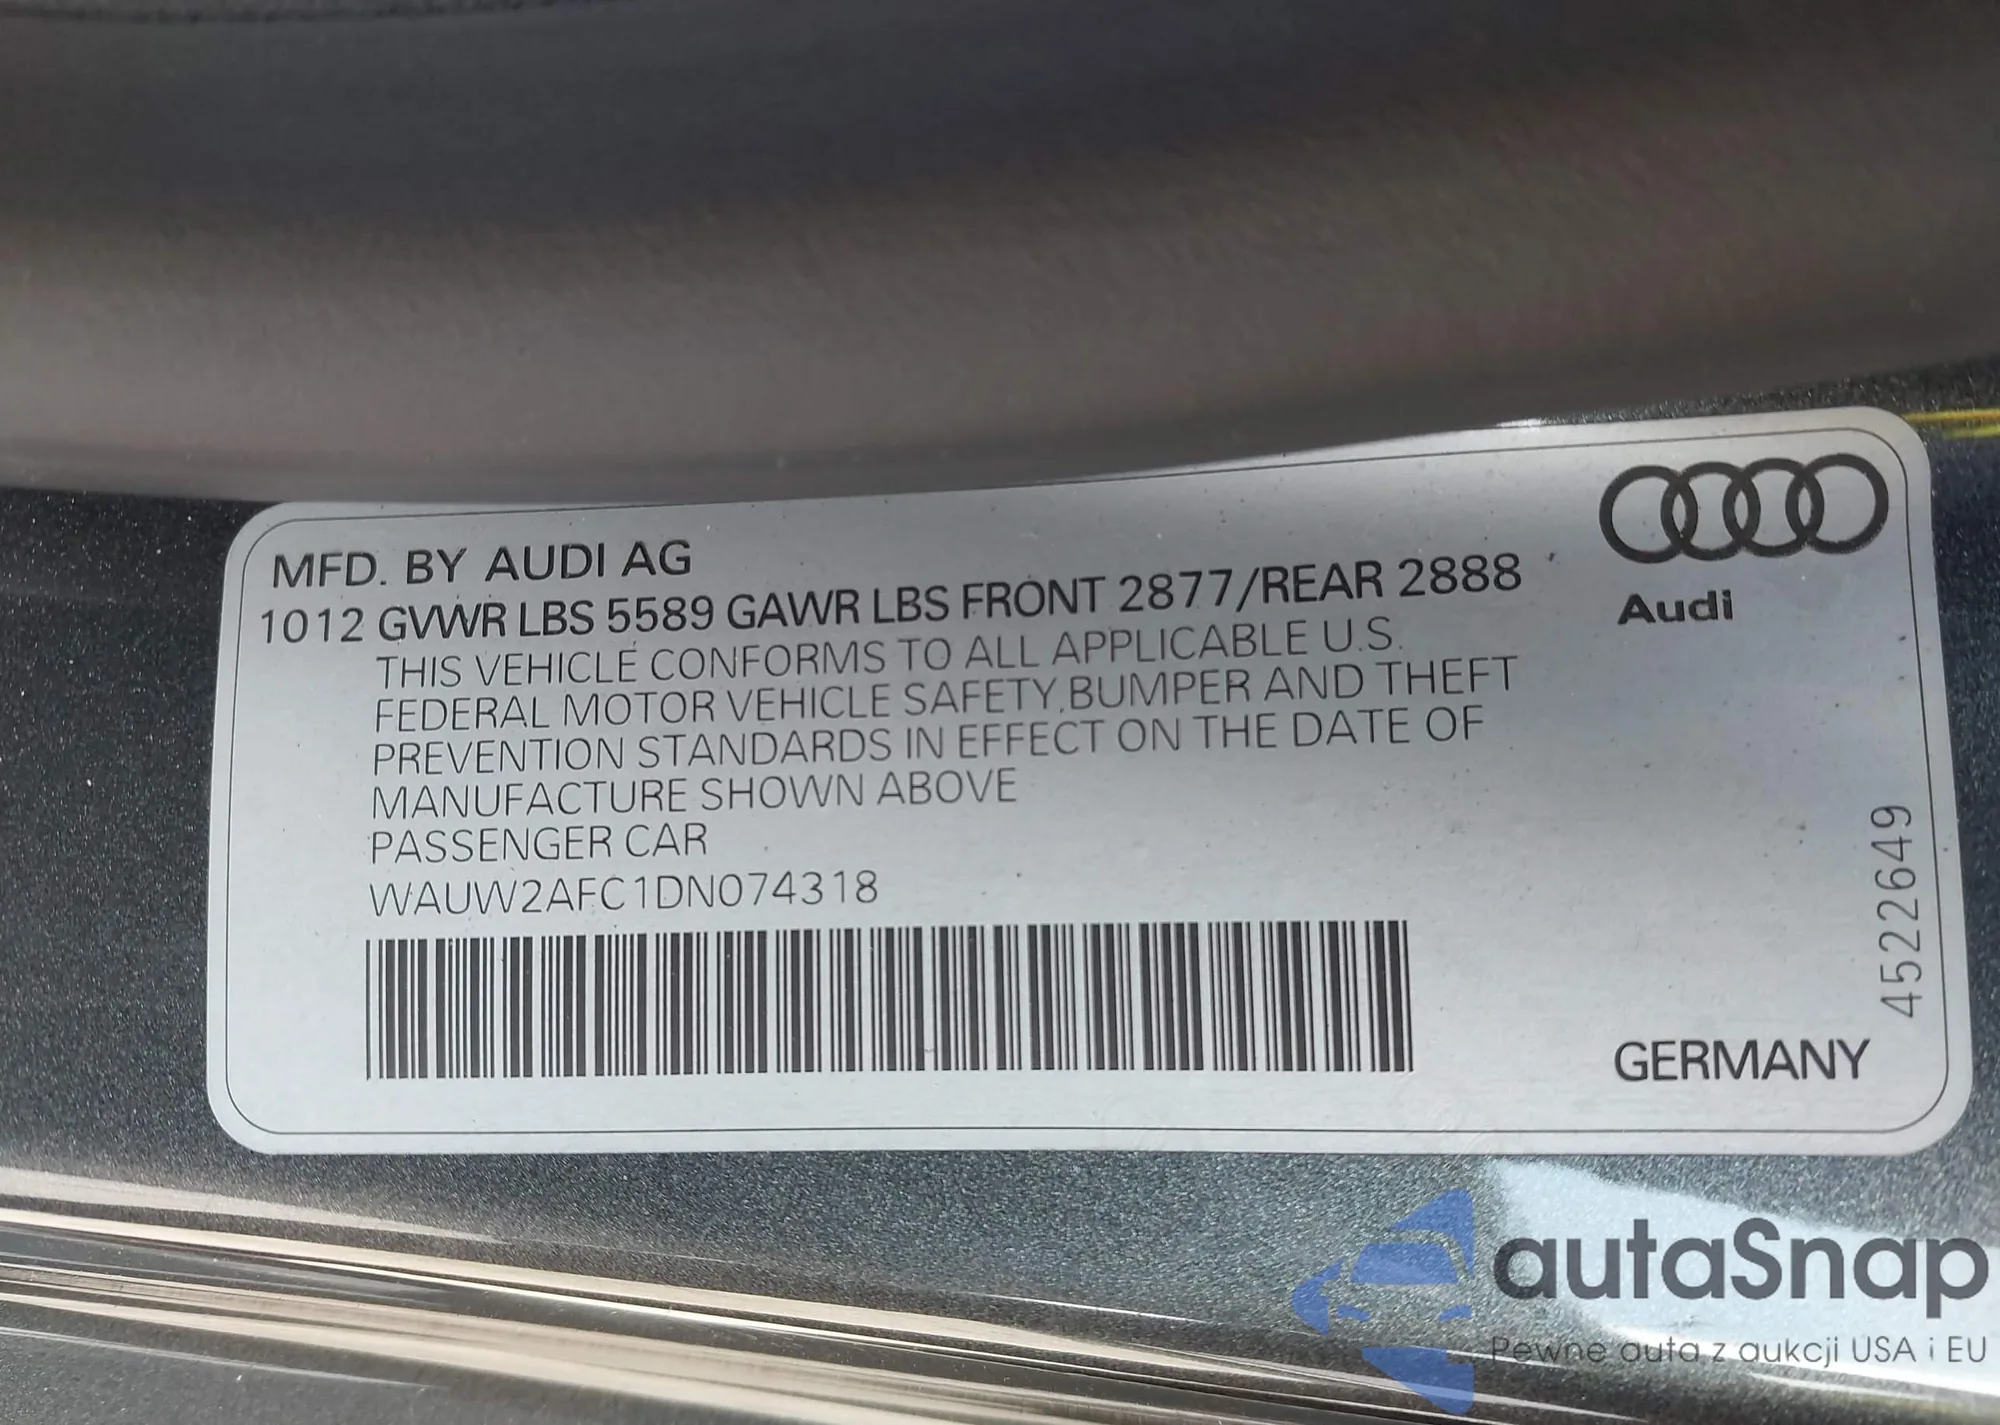 MFD. BY AUDI AG
1012 GVWR LBS 5589 GAWR LBS FRONT 2877/REAR 2888
THIS VEHICLE CONFORMS TO ALL APPLICABLE U.S.
FEDERAL MOTOR VEHICLE SAFETY, BUMPER AND THEFT
PREVENTION STANDARDS IN EFFECT ON THE DATE OF
MANUFACTURE SHOWN ABOVE
PASSENGER CAR
WAUW2AFC1DN074318
Audi
4522649
GERMANY
autaSnap
Pewne auta z aukcji USA i EU